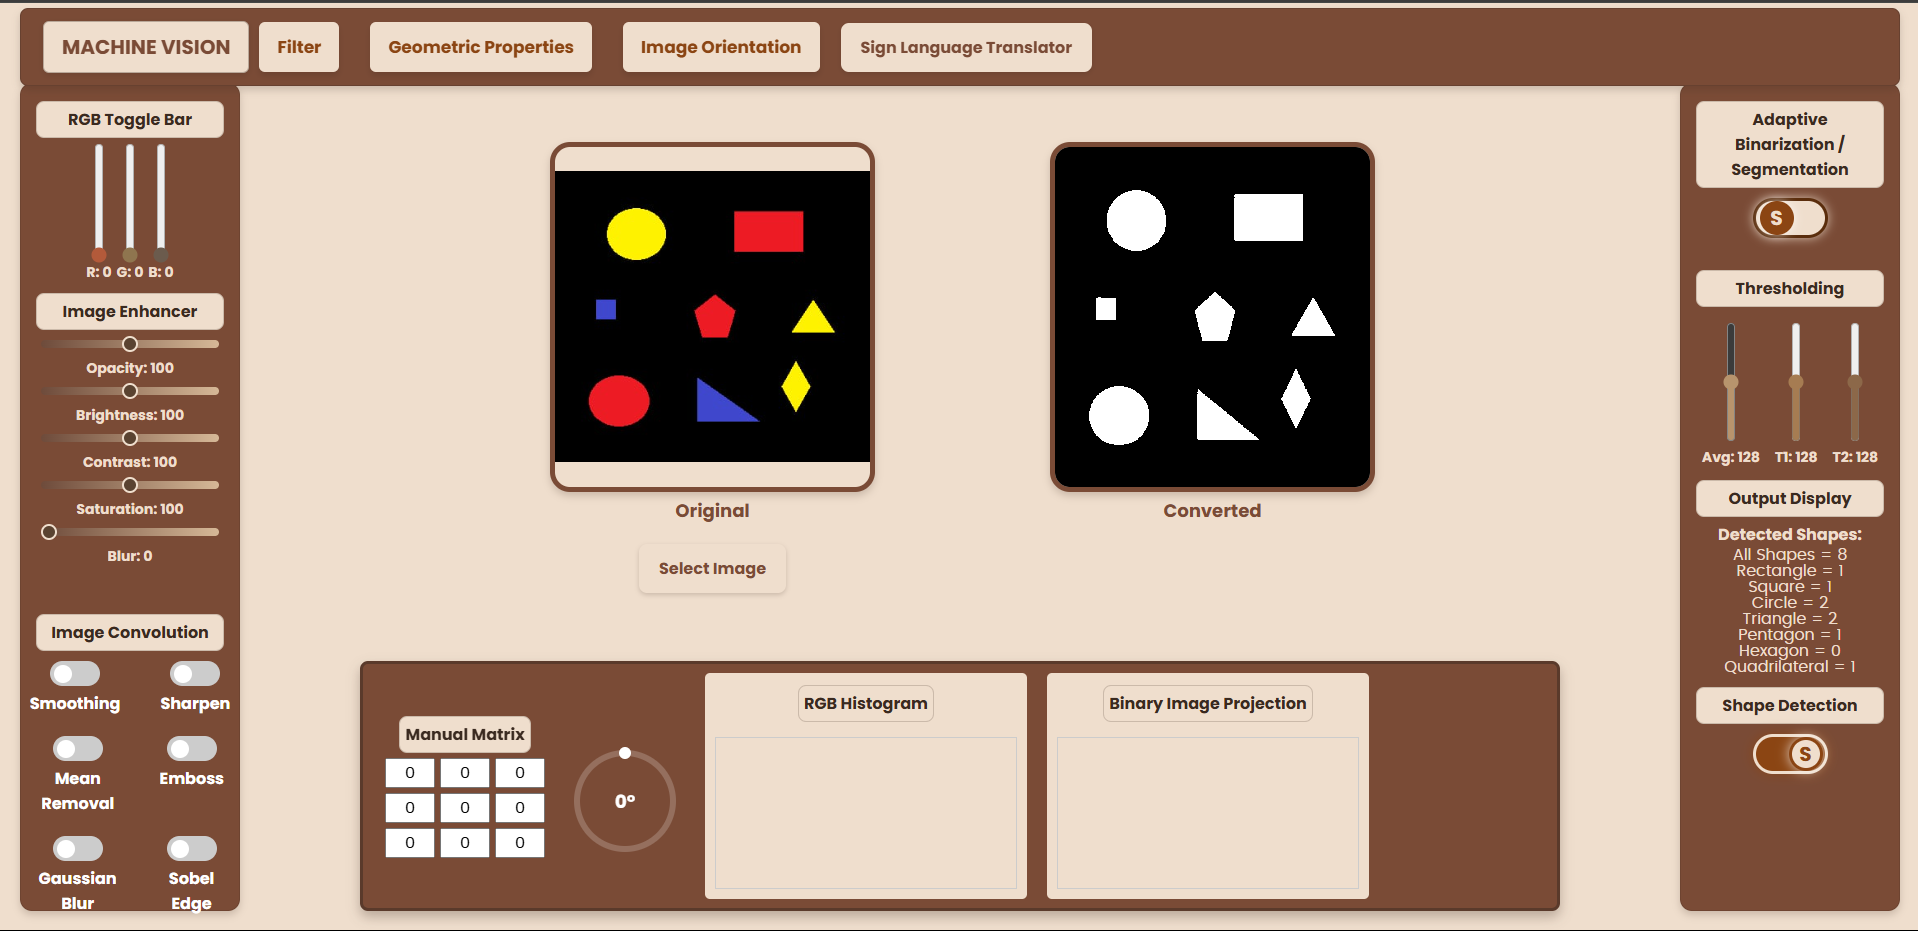 MACHINE VISION
Filter
Geometric Properties
Image Orientation
Sign Language Translator
RGB Toggle Bar
R: 0 G: 0 B: 0
Image Enhancer
Opacity: 100
Brightness: 100
Contrast: 100
Saturation: 100
Blur: 0
Image Convolution
Smoothing
Sharpen
Mean
Removal
Emboss
Gaussian
Blur
Sobel
Edge
Original
Converted
Select Image
Manual Matrix
0 0 0
0 0 0
0 0 0
0°
RGB Histogram
Binary Image Projection
Adaptive
Binarization /
Segmentation
S
Thresholding
Avg: 128 T1: 128 T2: 128
Output Display
Detected Shapes:
All Shapes = 8
Rectangle = 1
Square = 1
Circle = 2
Triangle = 2
Pentagon = 1
Hexagon = 0
Quadrilateral = 1
Shape Detection
S